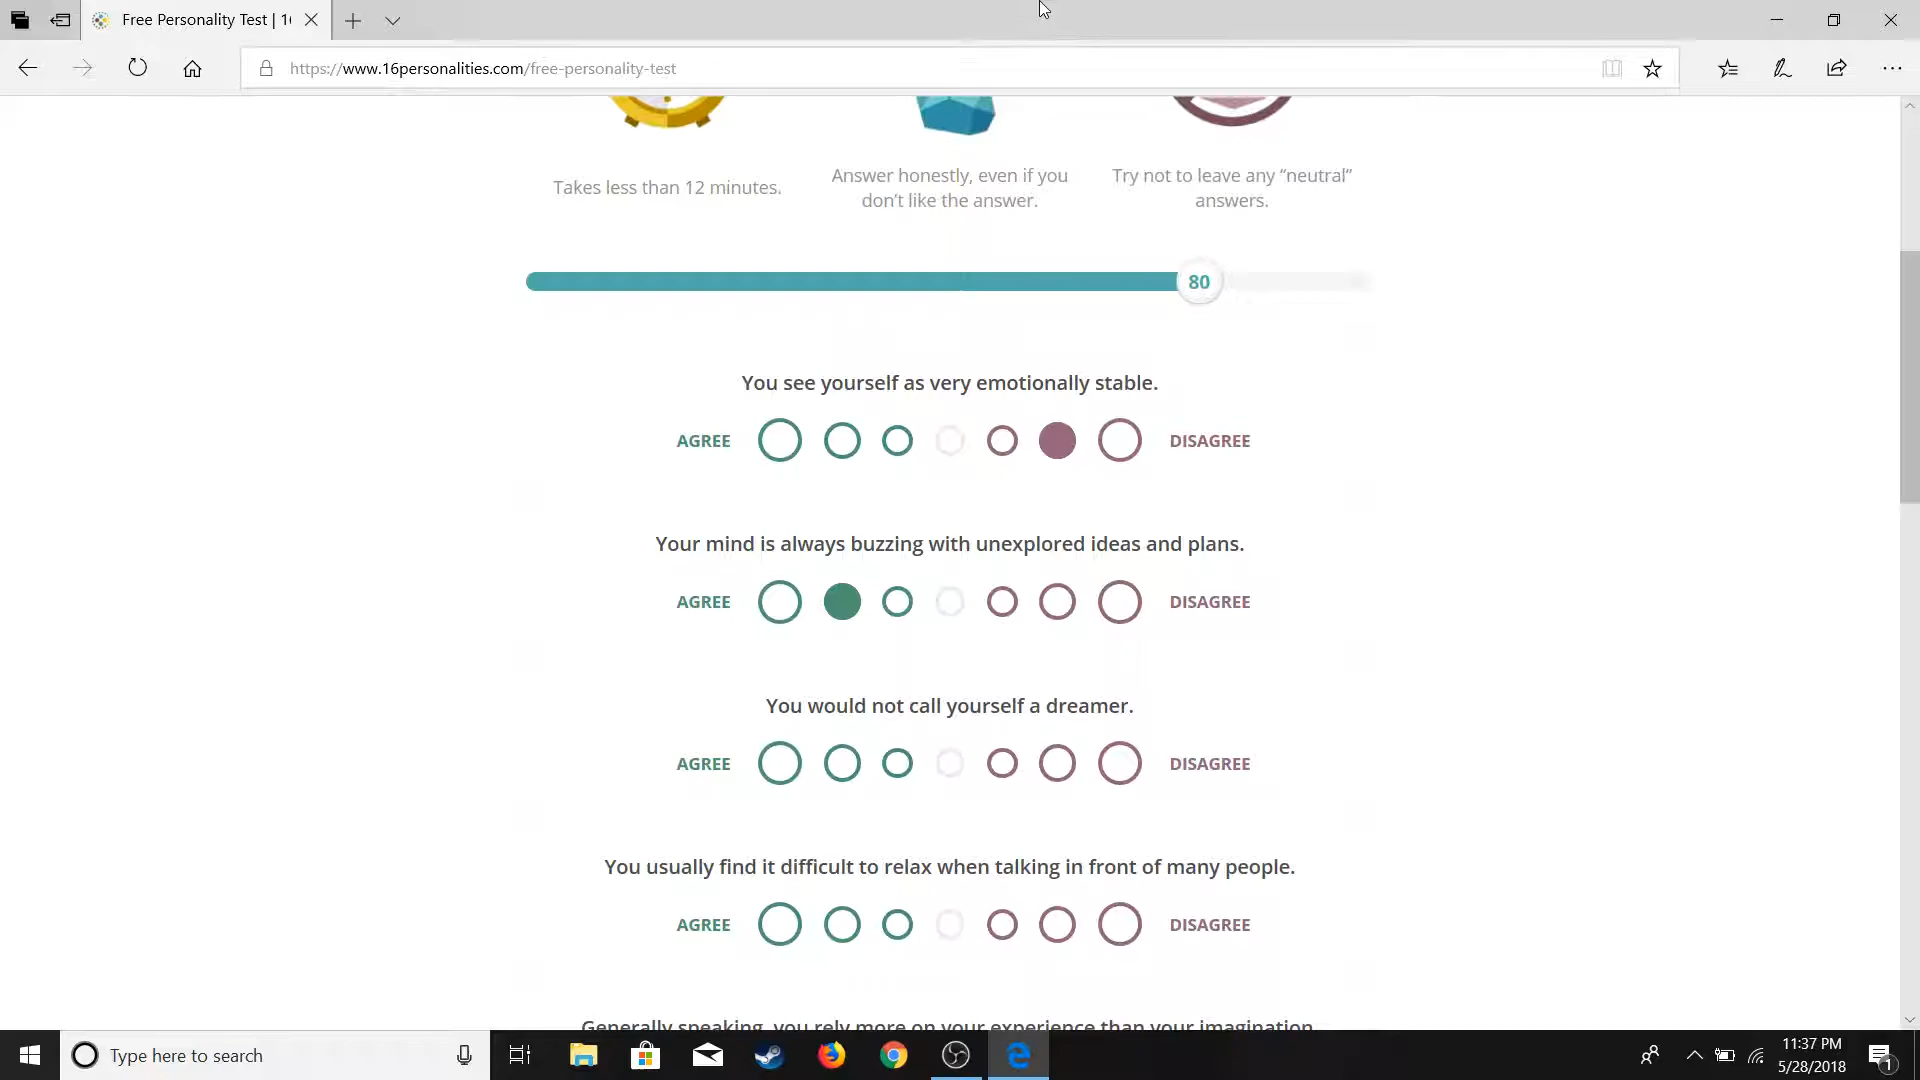 Free Personality Test | 16
https://www.16personalities.com/free-personality-test
Takes less than 12 minutes.
Answer honestly, even if you
don't like the answer.
Try not to leave any “neutral”
answers.
80
You see yourself as very emotionally stable.
AGREE DISAGREE
Your mind is always buzzing with unexplored ideas and plans.
AGREE DISAGREE
You would not call yourself a dreamer.
AGREE DISAGREE
You usually find it difficult to relax when talking in front of many people.
AGREE DISAGREE
Generally speaking, you rely more on your experience than your imagination.
Type here to search
11:37 PM
5/28/2018
1